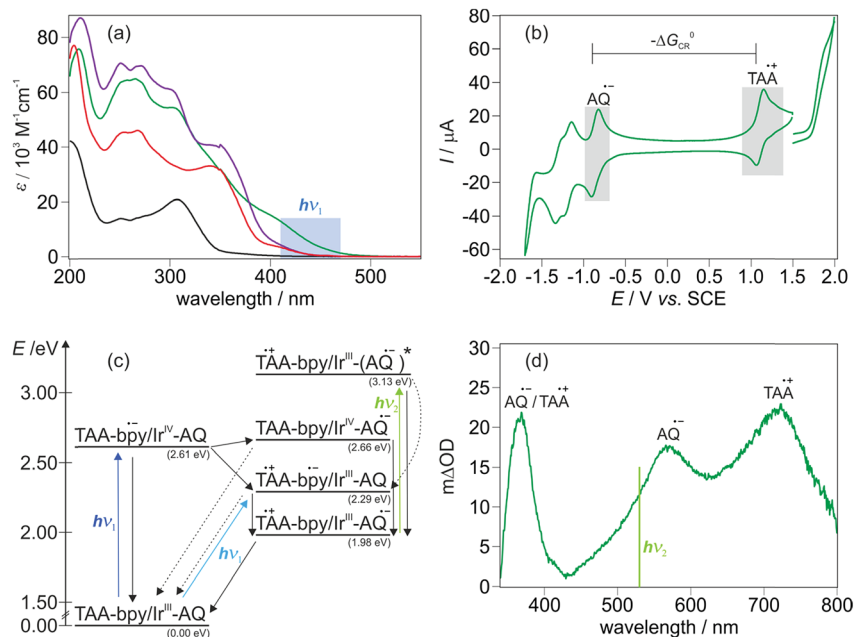 (a)
80
60
40
20
0
ε / 10³ M⁻¹cm⁻¹
hν₁
200 300 400 500
wavelength / nm
(b)
-ΔG_CR⁰
AQ•−
TAA•+
80
60
40
20
0
-20
-40
-60
I / μA
-2.0 -1.5 -1.0 -0.5 0.0 0.5 1.0 1.5 2.0
E / V vs. SCE
E /eV
(c)
3.00
2.50
2.00
1.50
0.00
TAA•+-bpy/Irᴵᴵᴵ-(AQ•−)*
(3.13 eV)
hν₂
TAA-bpy•−/Irᴵⱽ-AQ
(2.61 eV)
TAA-bpy/Irᴵⱽ-AQ•−
(2.66 eV)
TAA•+-bpy•−/Irᴵᴵᴵ-AQ
(2.29 eV)
TAA•+-bpy/Irᴵᴵᴵ-AQ•−
(1.98 eV)
hν₁
hν₁
TAA-bpy/Irᴵᴵᴵ-AQ
(0.00 eV)
(d)
AQ•−/TAA•+
AQ•−
TAA•+
30
25
20
15
10
5
0
mΔOD
hν₂
400 500 600 700 800
wavelength / nm